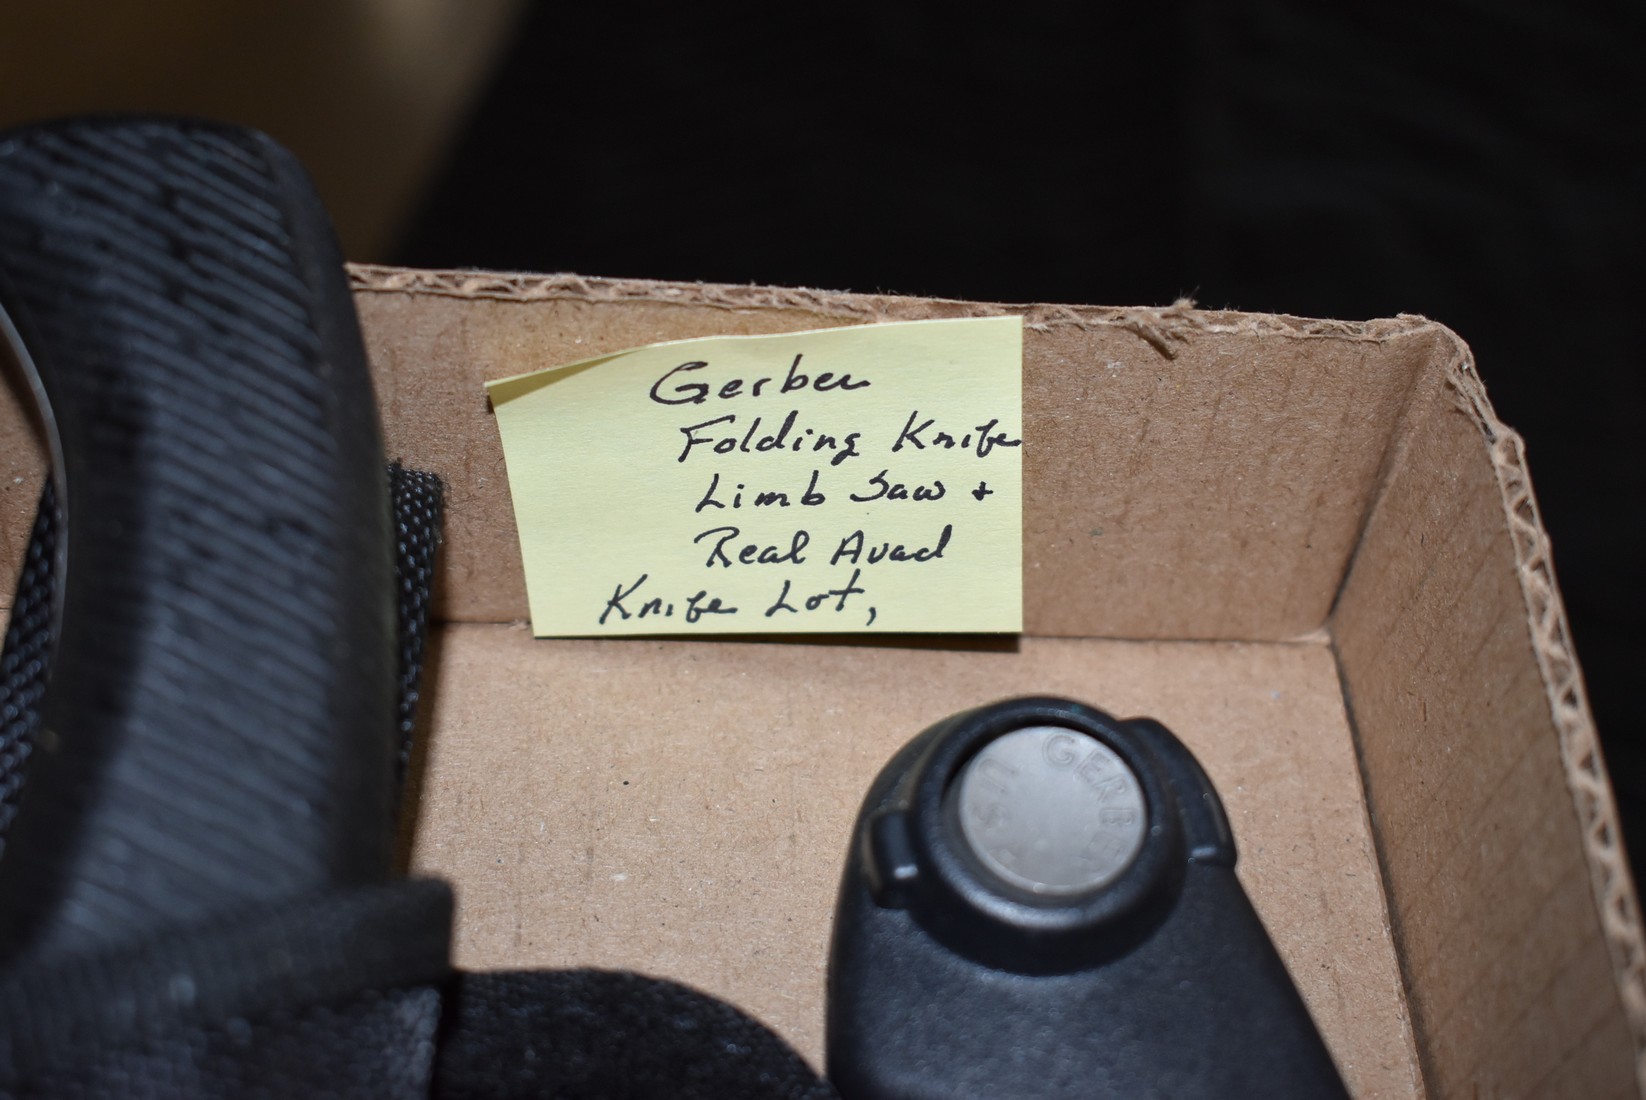 Gerber
Folding Knife
Limb Saw +
Real Avad
Knife Lot,
GERBER